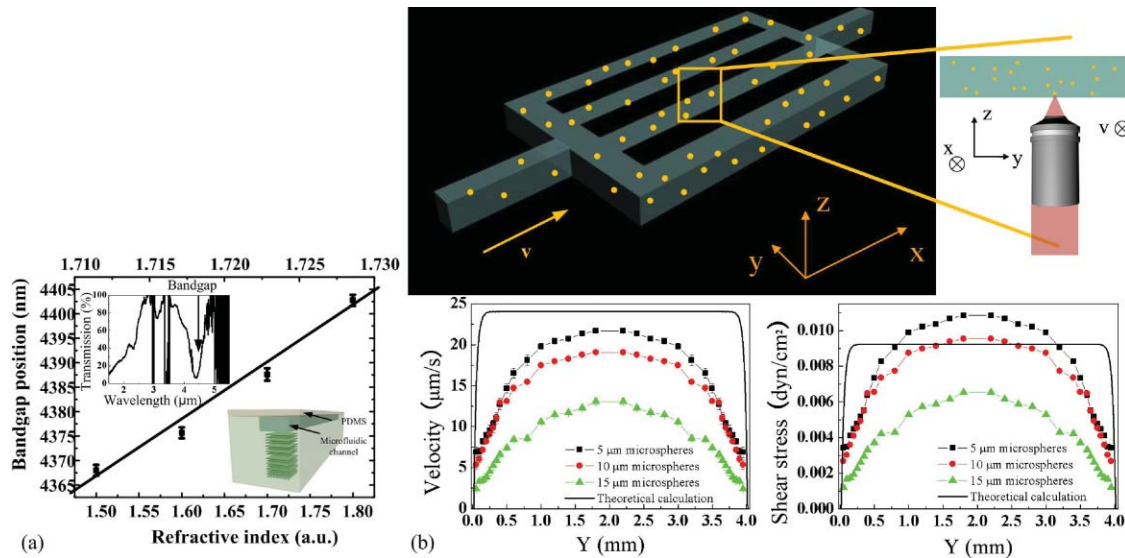 1.710 1.717 1.722 1.725 1.730
Bandgap position (nm)
4405
4400
4390
4385
4379
4375
4370
4365
Bandgap
Transmission (%)
100
80
60
40
20
0
2 3 4 5
Wavelength (μm)
PDMS
Microfluidic
channel
1.50 1.55 1.60 1.65 1.70 1.75 1.80
Refractive index (a.u.)
(a)
v
z
y
x
z
x
y
v
Velocity (μm/s)
25
20
15
10
5
0
5 μm microspheres
10 μm microspheres
15 μm microspheres
Theoretical calculation
0.0 0.5 1.0 1.5 2.0 2.5 3.0 3.5 4.0
Y (mm)
(b)
Shear stress (dyn/cm²)
0.010
0.008
0.006
0.004
0.002
0.000
5 μm microspheres
10 μm microspheres
15 μm microspheres
Theoretical calculation
0.0 0.5 1.0 1.5 2.0 2.5 3.0 3.5 4.0
Y (mm)